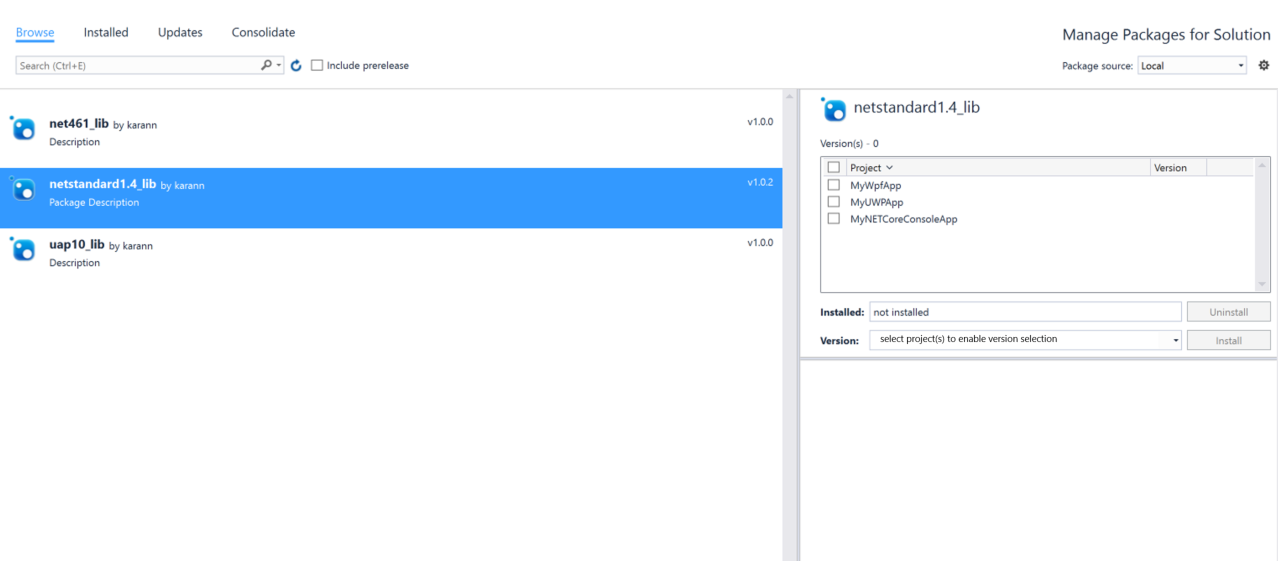 Browse Installed Updates Consolidate
Manage Packages for Solution
Search (Ctrl+E) Include prerelease
Package source: Local
net461_lib by karann v1.0.0
Description
netstandard1.4_lib by karann v1.0.2
Package Description
uap10_lib by karann v1.0.0
Description
netstandard1.4_lib
Version(s) - 0
Project Version
MyWpfApp
MyUWPApp
MyNETCoreConsoleApp
Installed: not installed Uninstall
Version: select project(s) to enable version selection Install